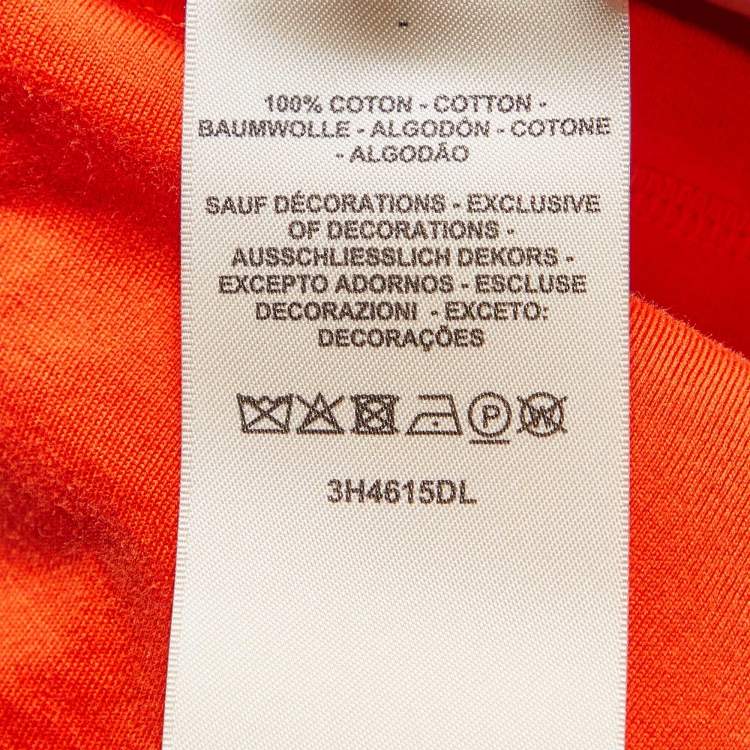 100% COTON - COTTON -
BAUMWOLLE - ALGODÓN - COTONE
- ALGODÃO
SAUF DÉCORATIONS - EXCLUSIVE
OF DECORATIONS -
AUSSCHLIESSLICH DEKORS -
EXCEPTO ADORNOS - ESCLUSE
DECORAZIONI - EXCETO:
DECORAÇÕES
P W
3H4615DL